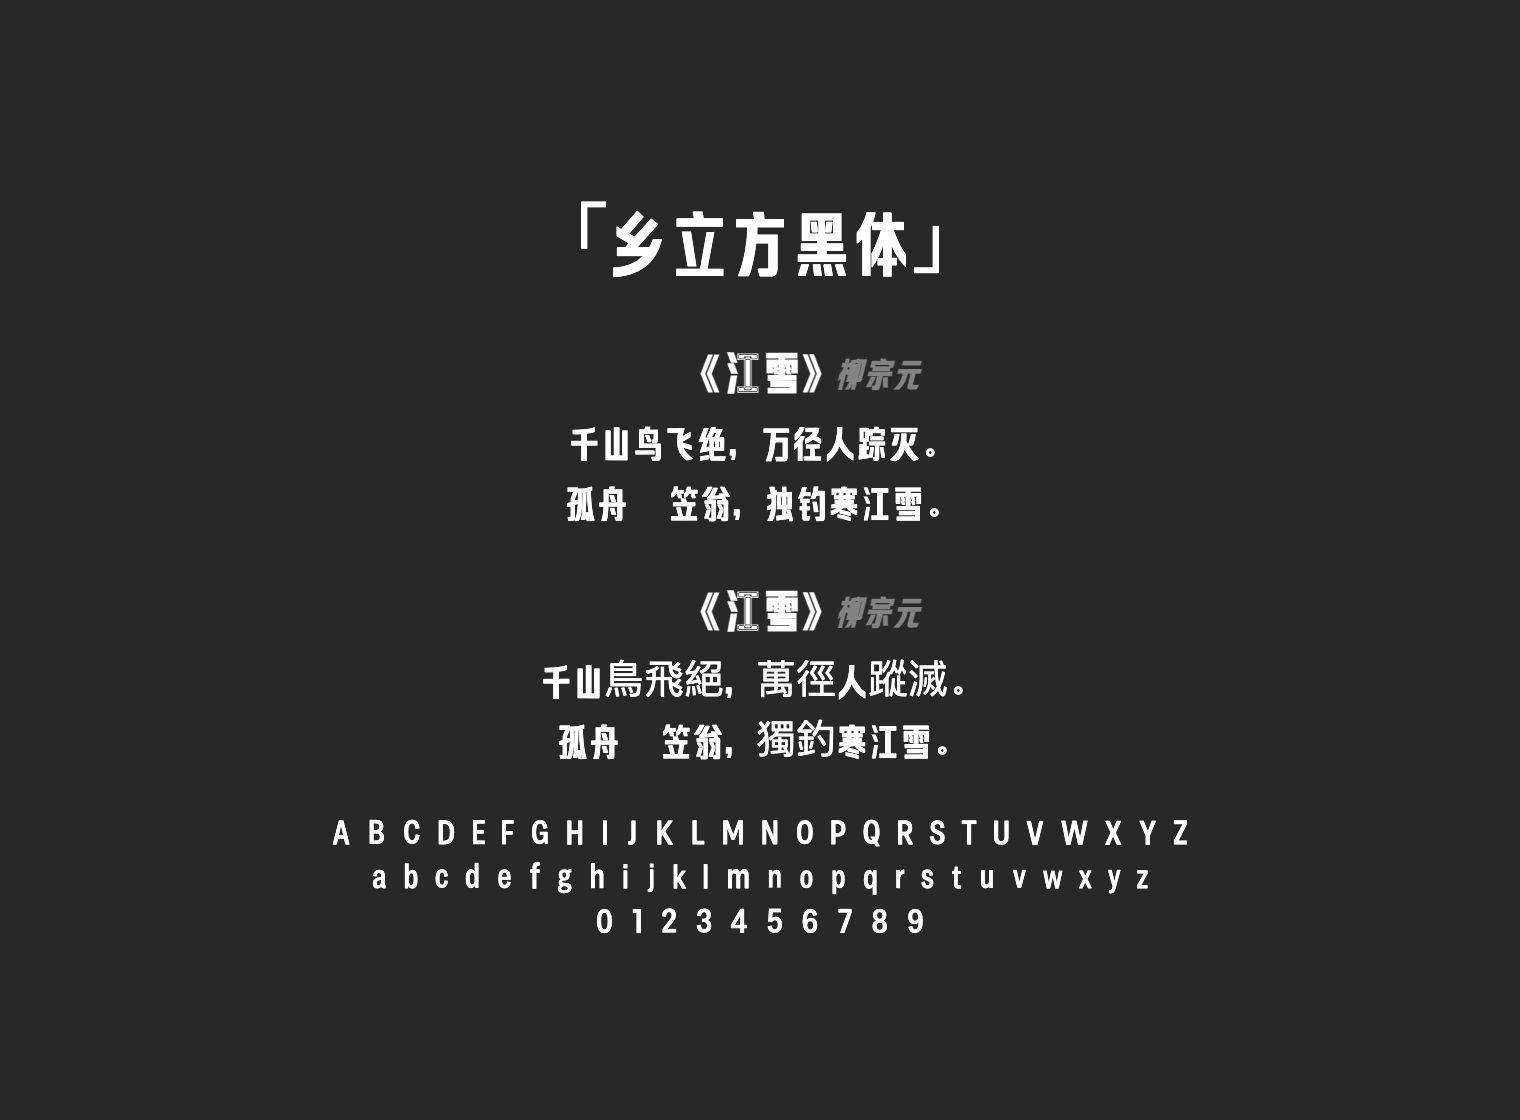 「乡立方黑体」
《江雪》柳宗元
千山鸟飞绝，万径人踪灭。
孤舟 笠翁，独钓寒江雪。
《江雪》柳宗元
千山鳥飛絕，萬徑人蹤滅。
孤舟 笠翁，獨釣寒江雪。
A B C D E F G H I J K L M N O P Q R S T U V W X Y Z
a b c d e f g h i j k l m n o p q r s t u v w x y z
0 1 2 3 4 5 6 7 8 9